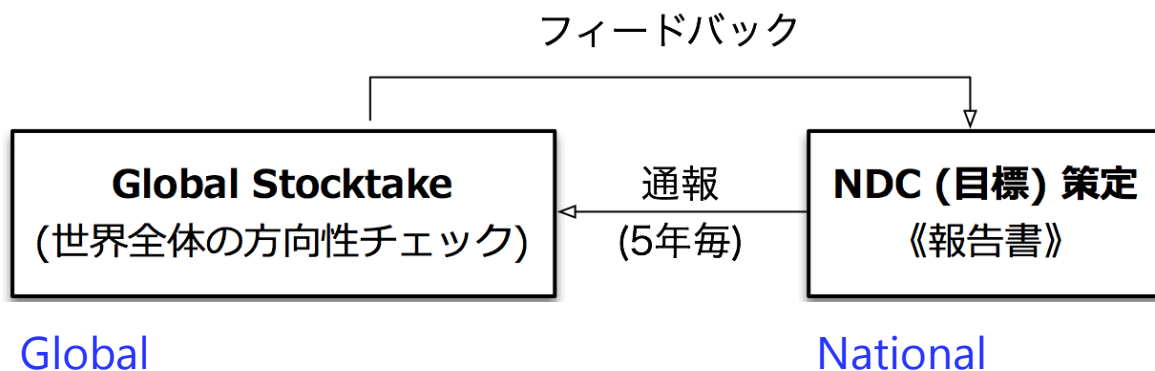 フィードバック
Global Stocktake
(世界全体の方向性チェック)
通報
(5年毎)
NDC (目標) 策定
《報告書》
Global
National